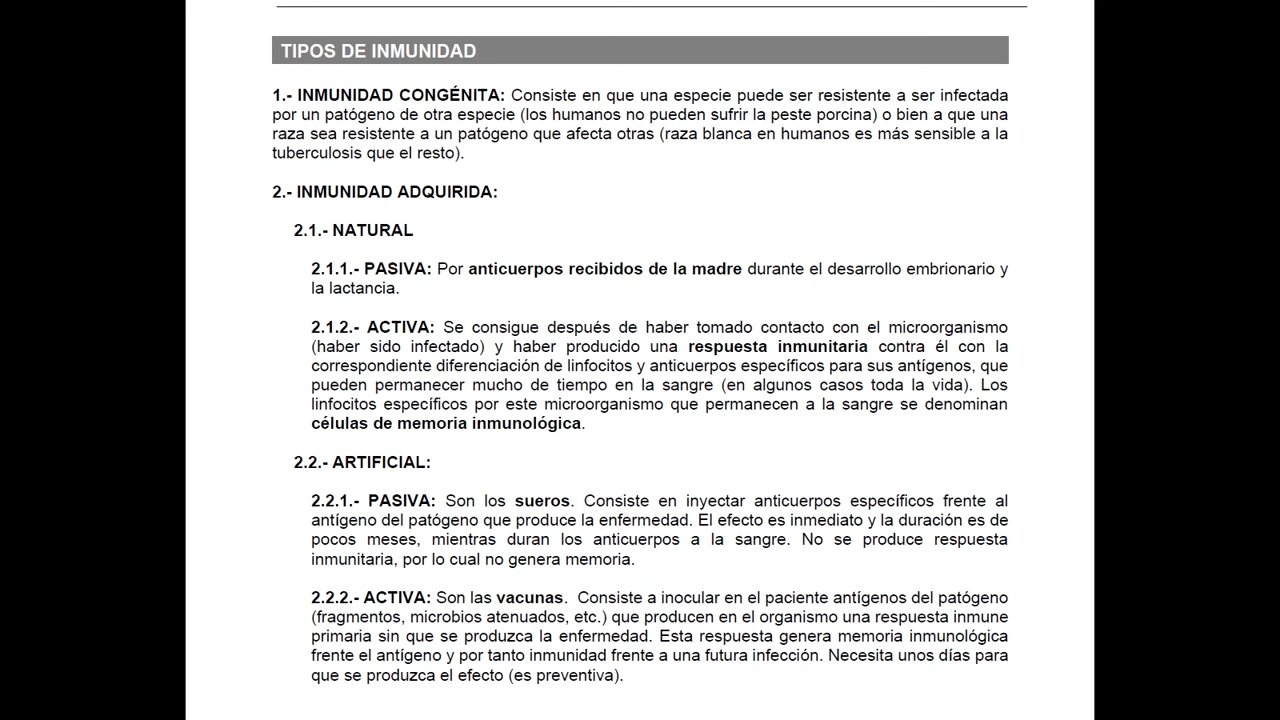 TIPOS DE INMUNIDAD
1.- INMUNIDAD CONGÉNITA: Consiste en que una especie puede ser resistente a ser infectada
por un patógeno de otra especie (los humanos no pueden sufrir la peste porcina) o bien a que una
raza sea resistente a un patógeno que afecta otras (raza blanca en humanos es más sensible a la
tuberculosis que el resto).
2.- INMUNIDAD ADQUIRIDA:
2.1.- NATURAL
2.1.1.- PASIVA: Por anticuerpos recibidos de la madre durante el desarrollo embrionario y
la lactancia.
2.1.2.- ACTIVA: Se consigue después de haber tomado contacto con el microorganismo
(haber sido infectado) y haber producido una respuesta inmunitaria contra él con la
correspondiente diferenciación de linfocitos y anticuerpos específicos para sus antígenos, que
pueden permanecer mucho de tiempo en la sangre (en algunos casos toda la vida). Los
linfocitos específicos por este microorganismo que permanecen a la sangre se denominan
células de memoria inmunológica.
2.2.- ARTIFICIAL:
2.2.1.- PASIVA: Son los sueros. Consiste en inyectar anticuerpos específicos frente al
antígeno del patógeno que produce la enfermedad. El efecto es inmediato y la duración es de
pocos meses, mientras duran los anticuerpos a la sangre. No se produce respuesta
inmunitaria, por lo cual no genera memoria.
2.2.2.- ACTIVA: Son las vacunas. Consiste a inocular en el paciente antígenos del patógeno
(fragmentos, microbios atenuados, etc.) que producen en el organismo una respuesta inmune
primaria sin que se produzca la enfermedad. Esta respuesta genera memoria inmunológica
frente el antígeno y por tanto inmunidad frente a una futura infección. Necesita unos días para
que se produzca el efecto (es preventiva).